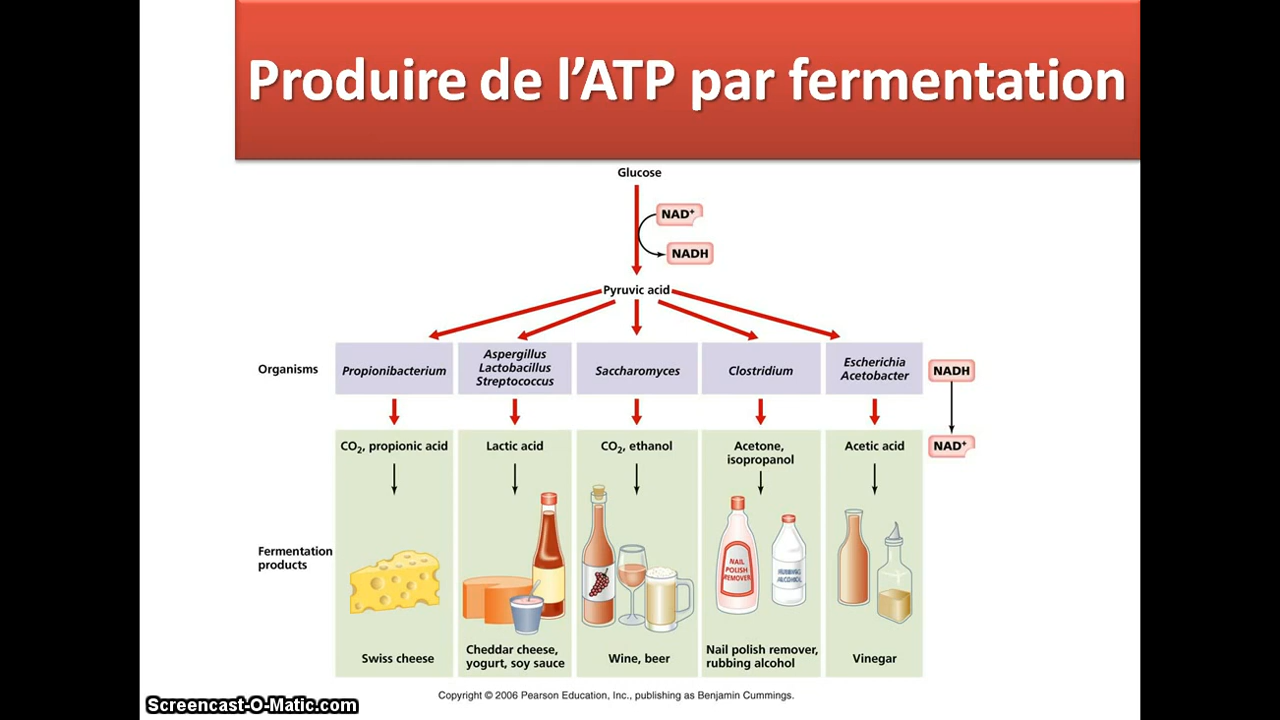 Produire de l'ATP par fermentation
Glucose
NAD⁺
NADH
Pyruvic acid
Organisms
Propionibacterium
Aspergillus
Lactobacillus
Streptococcus
Saccharomyces
Clostridium
Escherichia
Acetobacter
NADH
CO₂, propionic acid
Lactic acid
CO₂, ethanol
Acetone,
isopropanol
Acetic acid
NAD⁺
Fermentation
products
NAIL
POLISH
REMOVER
RUBBING
ALCOHOL
Swiss cheese
Cheddar cheese,
yogurt, soy sauce
Wine, beer
Nail polish remover,
rubbing alcohol
Vinegar
Copyright © 2006 Pearson Education, Inc., publishing as Benjamin Cummings.
Screencast-O-Matic.com